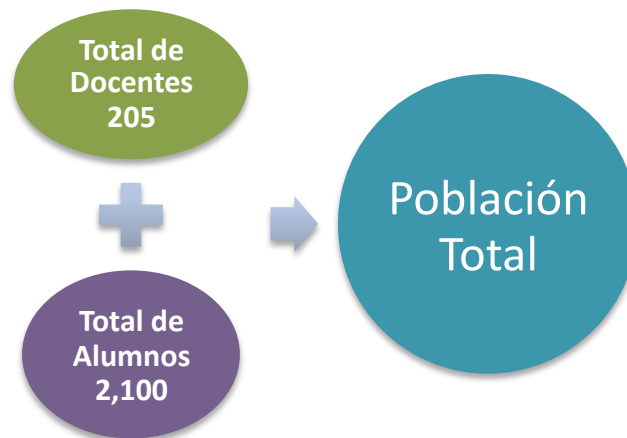 Total de
Docentes
205
Total de
Alumnos
2,100
Población
Total